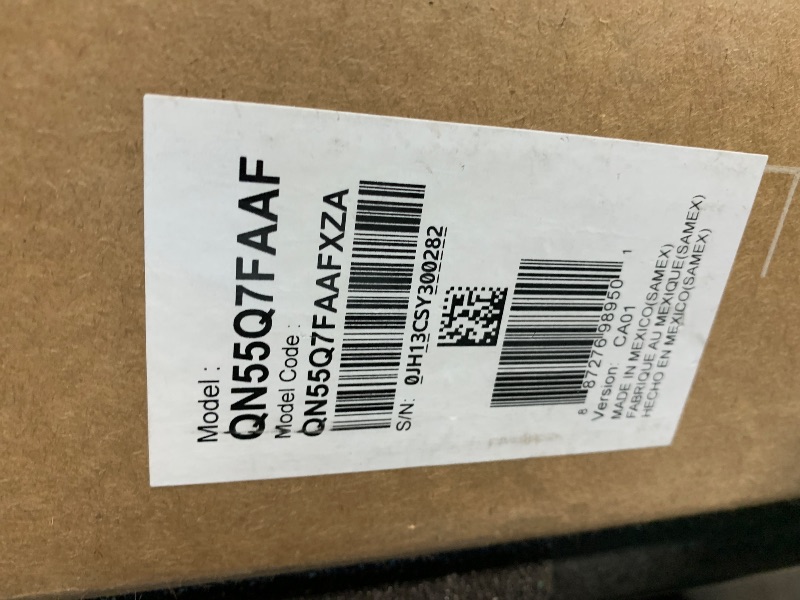 Model :
QN55Q7FAAF
Model Code :
QN55Q7FAAFXZA
S/N: 0JH13CSY300282
8 87276 98950 1
Version: CA01
MADE IN MEXICO(SAMEX)
FABRIQUE AU MEXIQUE(SAMEX)
HECHO EN MEXICO(SAMEX)